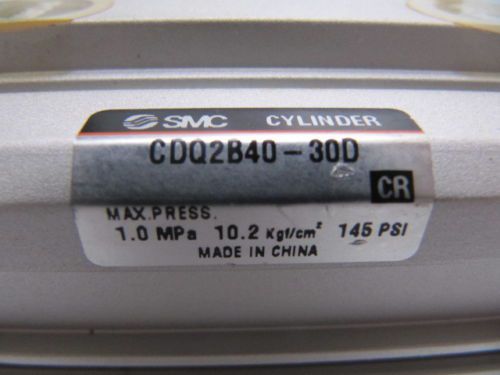 SMC CYLINDER
CDQ2B40-30D
CR
MAX.PRESS.
1.0 MPa 10.2 Kgf/cm² 145 PSI
MADE IN CHINA